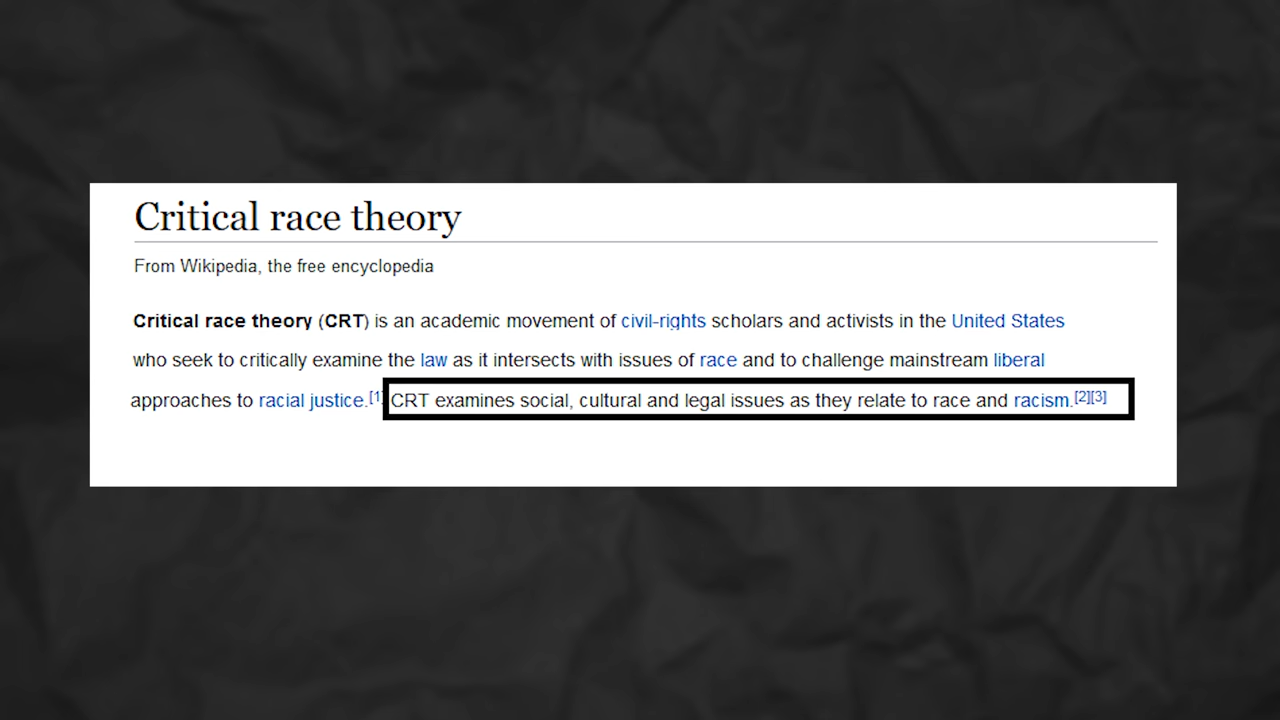 Critical race theory
From Wikipedia, the free encyclopedia
Critical race theory (CRT) is an academic movement of civil-rights scholars and activists in the United States
who seek to critically examine the law as it intersects with issues of race and to challenge mainstream liberal
approaches to racial justice.[1] CRT examines social, cultural and legal issues as they relate to race and racism.[2][3]